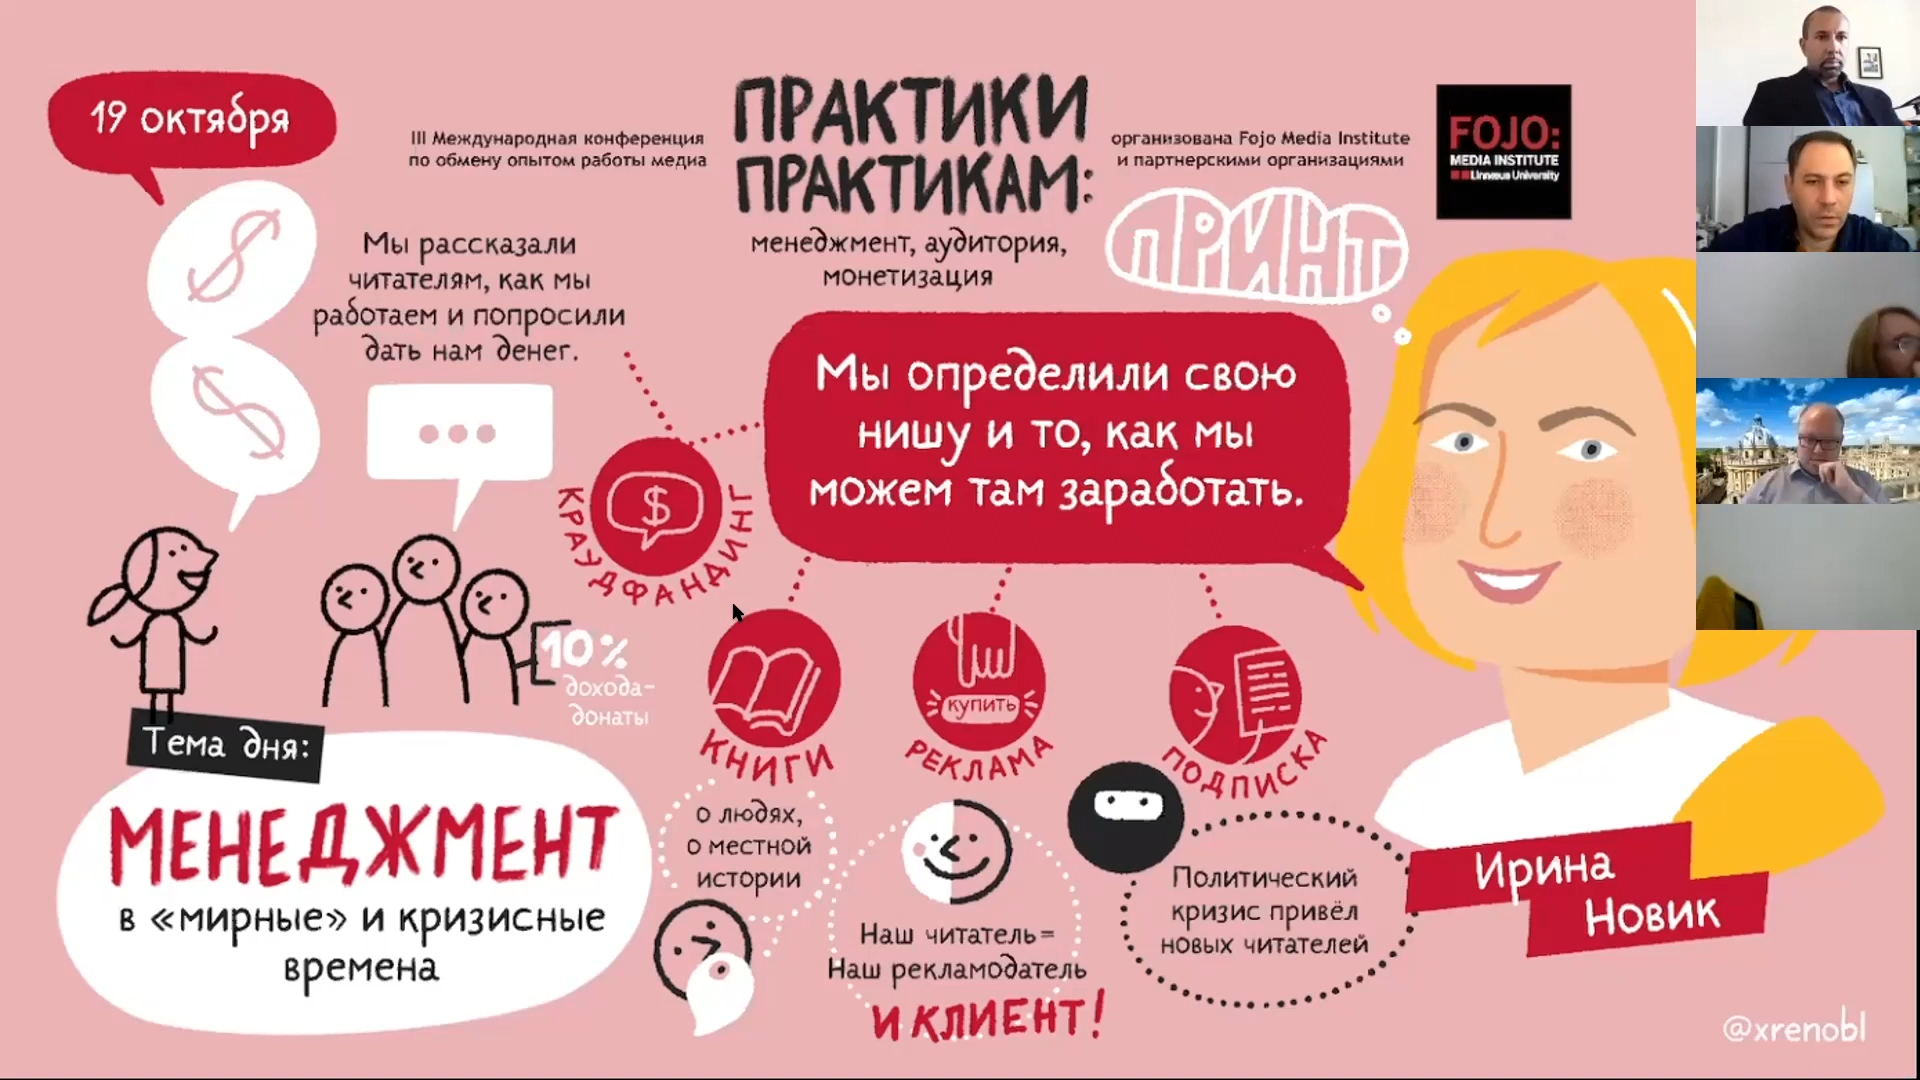 19 октября
III Международная конференция
по обмену опытом работы медиа
ПРАКТИКИ
ПРАКТИКАМ:
менеджмент, аудитория,
монетизация
организована Fojo Media Institute
и партнерскими организациями
FOJO:
MEDIA INSTITUTE
Linnæus University
ПРИНТ
Мы рассказали
читателям, как мы
работаем и попросили
дать нам денег.
$
$
...
$
КРАУДФАНДИНГ
Мы определили свою
нишу и то, как мы
можем там заработать.
10%
дохода-
донаты
КНИГИ
купить
РЕКЛАМА
ПОДПИСКА
Тема дня:
МЕНЕДЖМЕНТ
в «мирные» и кризисные
времена
о людях,
о местной
истории
Наш читатель=
Наш рекламодатель
И КЛИЕНТ!
Политический
кризис привёл
новых читателей
Ирина
Новик
@xrenobl